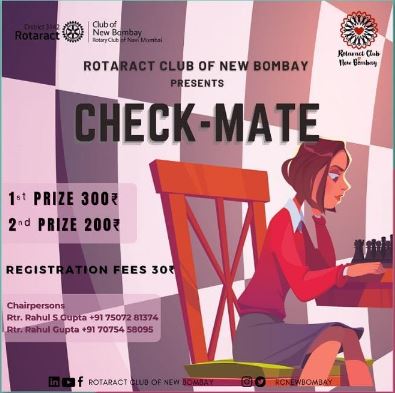 District 3142
Rotaract
Club of
New Bombay
Rotary Club of Navi Mumbai
Rotaract Club
of
New Bombay
ROTARACT CLUB OF NEW BOMBAY
PRESENTS
CHECK-MATE
1st PRIZE 300₹
2nd PRIZE 200₹
REGISTRATION FEES 30₹
Chairpersons
Rtr. Rahul S Gupta +91 75072 81374
Rtr. Rahul Gupta +91 70754 58095
ROTARACT CLUB OF NEW BOMBAY RCNEWBOMBAY